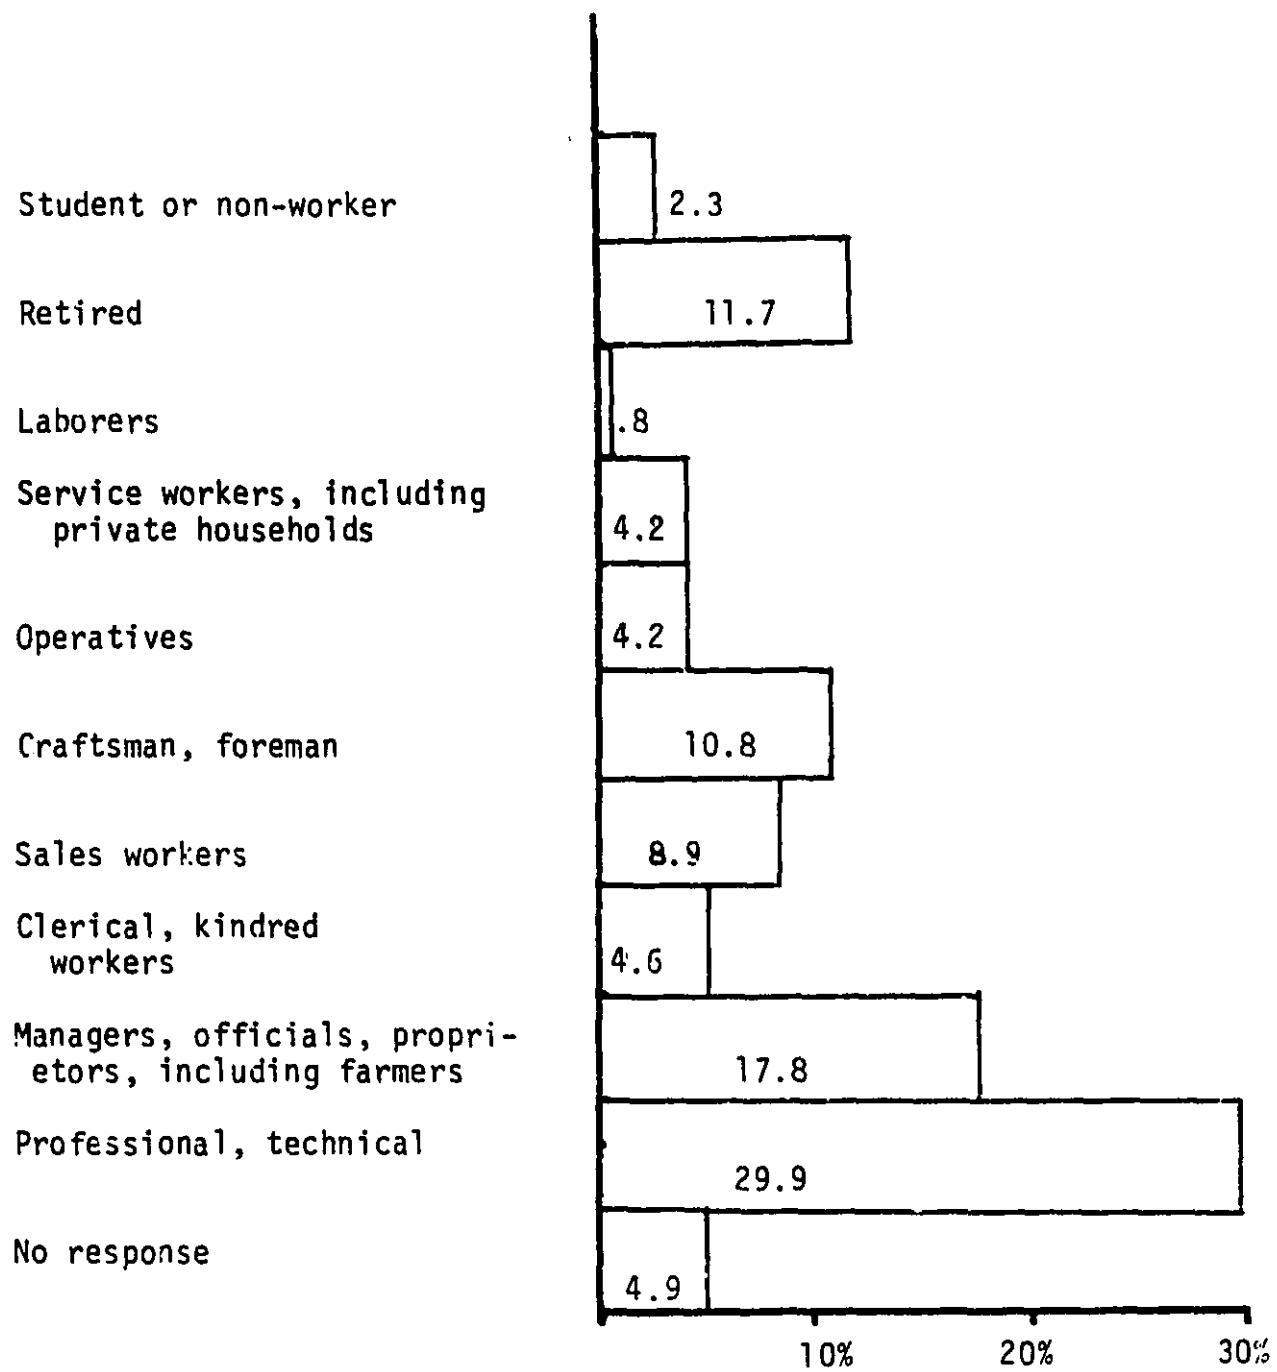 Student or non-worker 2.3
Retired 11.7
Laborers .8
Service workers, including
private households 4.2
Operatives 4.2
Craftsman, foreman 10.8
Sales workers 8.9
Clerical, kindred
workers 4.6
Managers, officials, propri-
etors, including farmers 17.8
Professional, technical
29.9
No response
4.9
10% 20% 30%